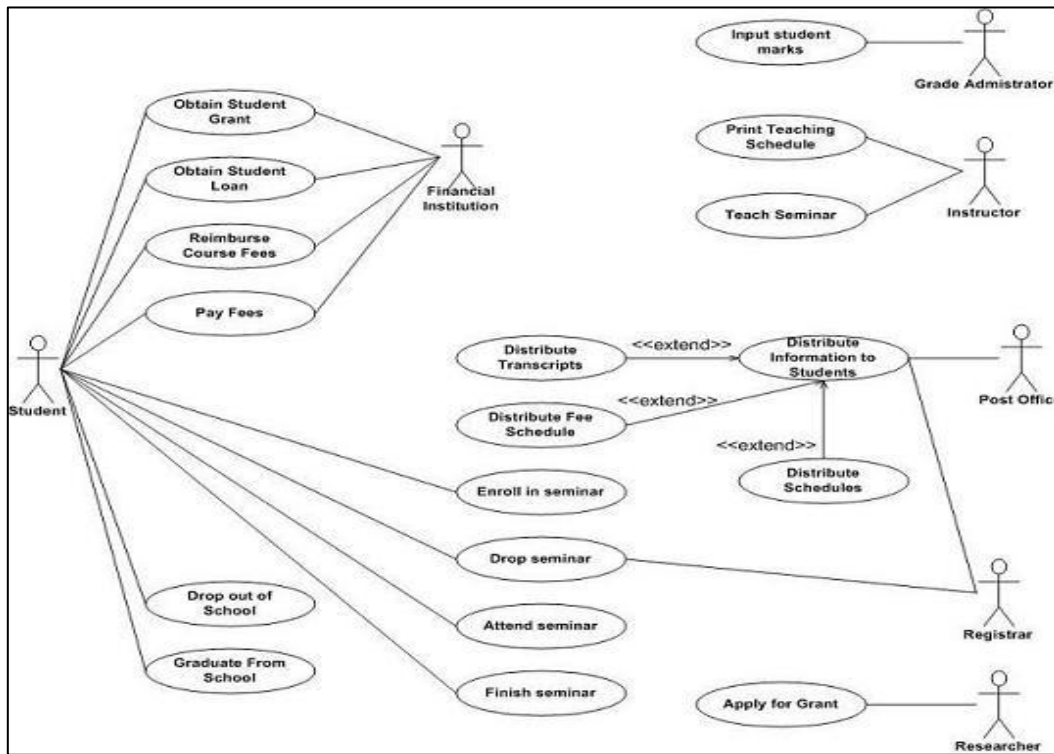 Input student
marks
Grade Admistrator
Obtain Student
Grant
Print Teaching
Schedule
Financial
Institution
Obtain Student
Loan
Instructor
Teach Seminar
Reimburse
Course Fees
Pay Fees
Student
Distribute
Transcripts
<<extend>>
Distribute
Information to
Students
Post Office
Distribute Fee
Schedule
<<extend>>
<<extend>>
Distribute
Schedules
Enroll in seminar
Drop seminar
Registrar
Drop out of
School
Attend seminar
Graduate From
School
Finish seminar
Apply for Grant
Researcher